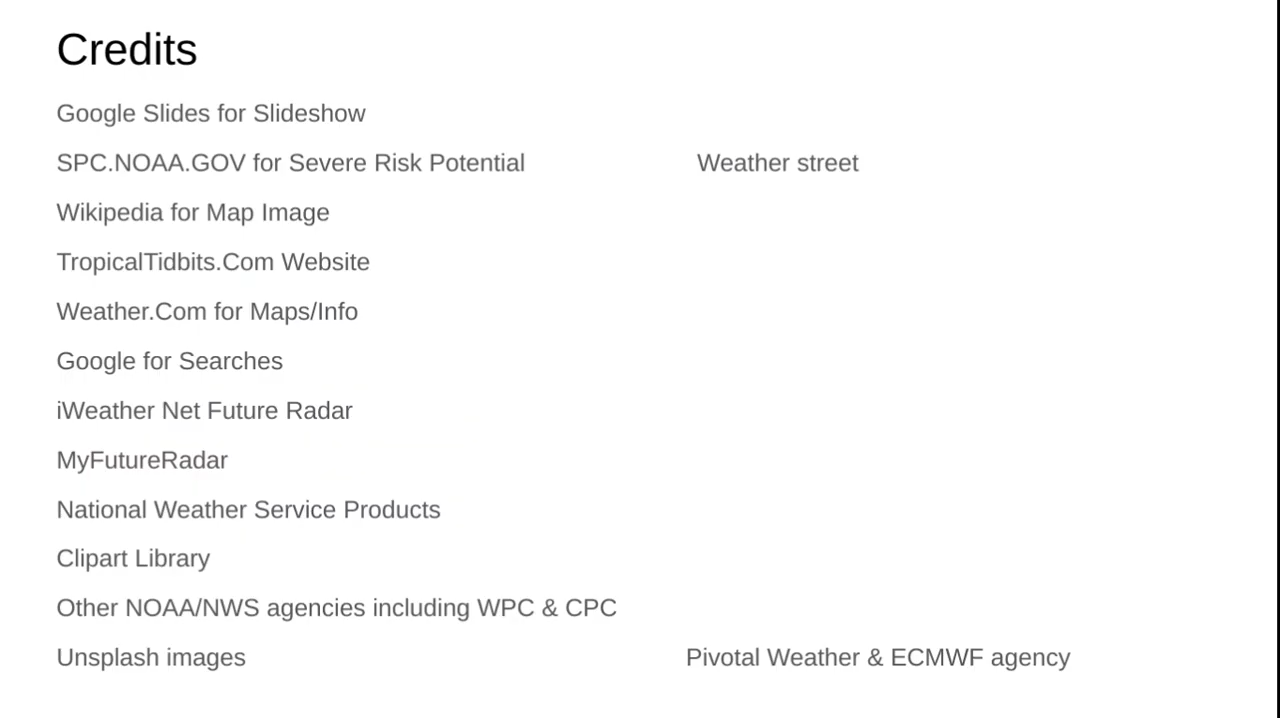 Credits
Google Slides for Slideshow
SPC.NOAA.GOV for Severe Risk Potential Weather street
Wikipedia for Map Image
TropicalTidbits.Com Website
Weather.Com for Maps/Info
Google for Searches
iWeather Net Future Radar
MyFutureRadar
National Weather Service Products
Clipart Library
Other NOAA/NWS agencies including WPC & CPC
Unsplash images Pivotal Weather & ECMWF agency